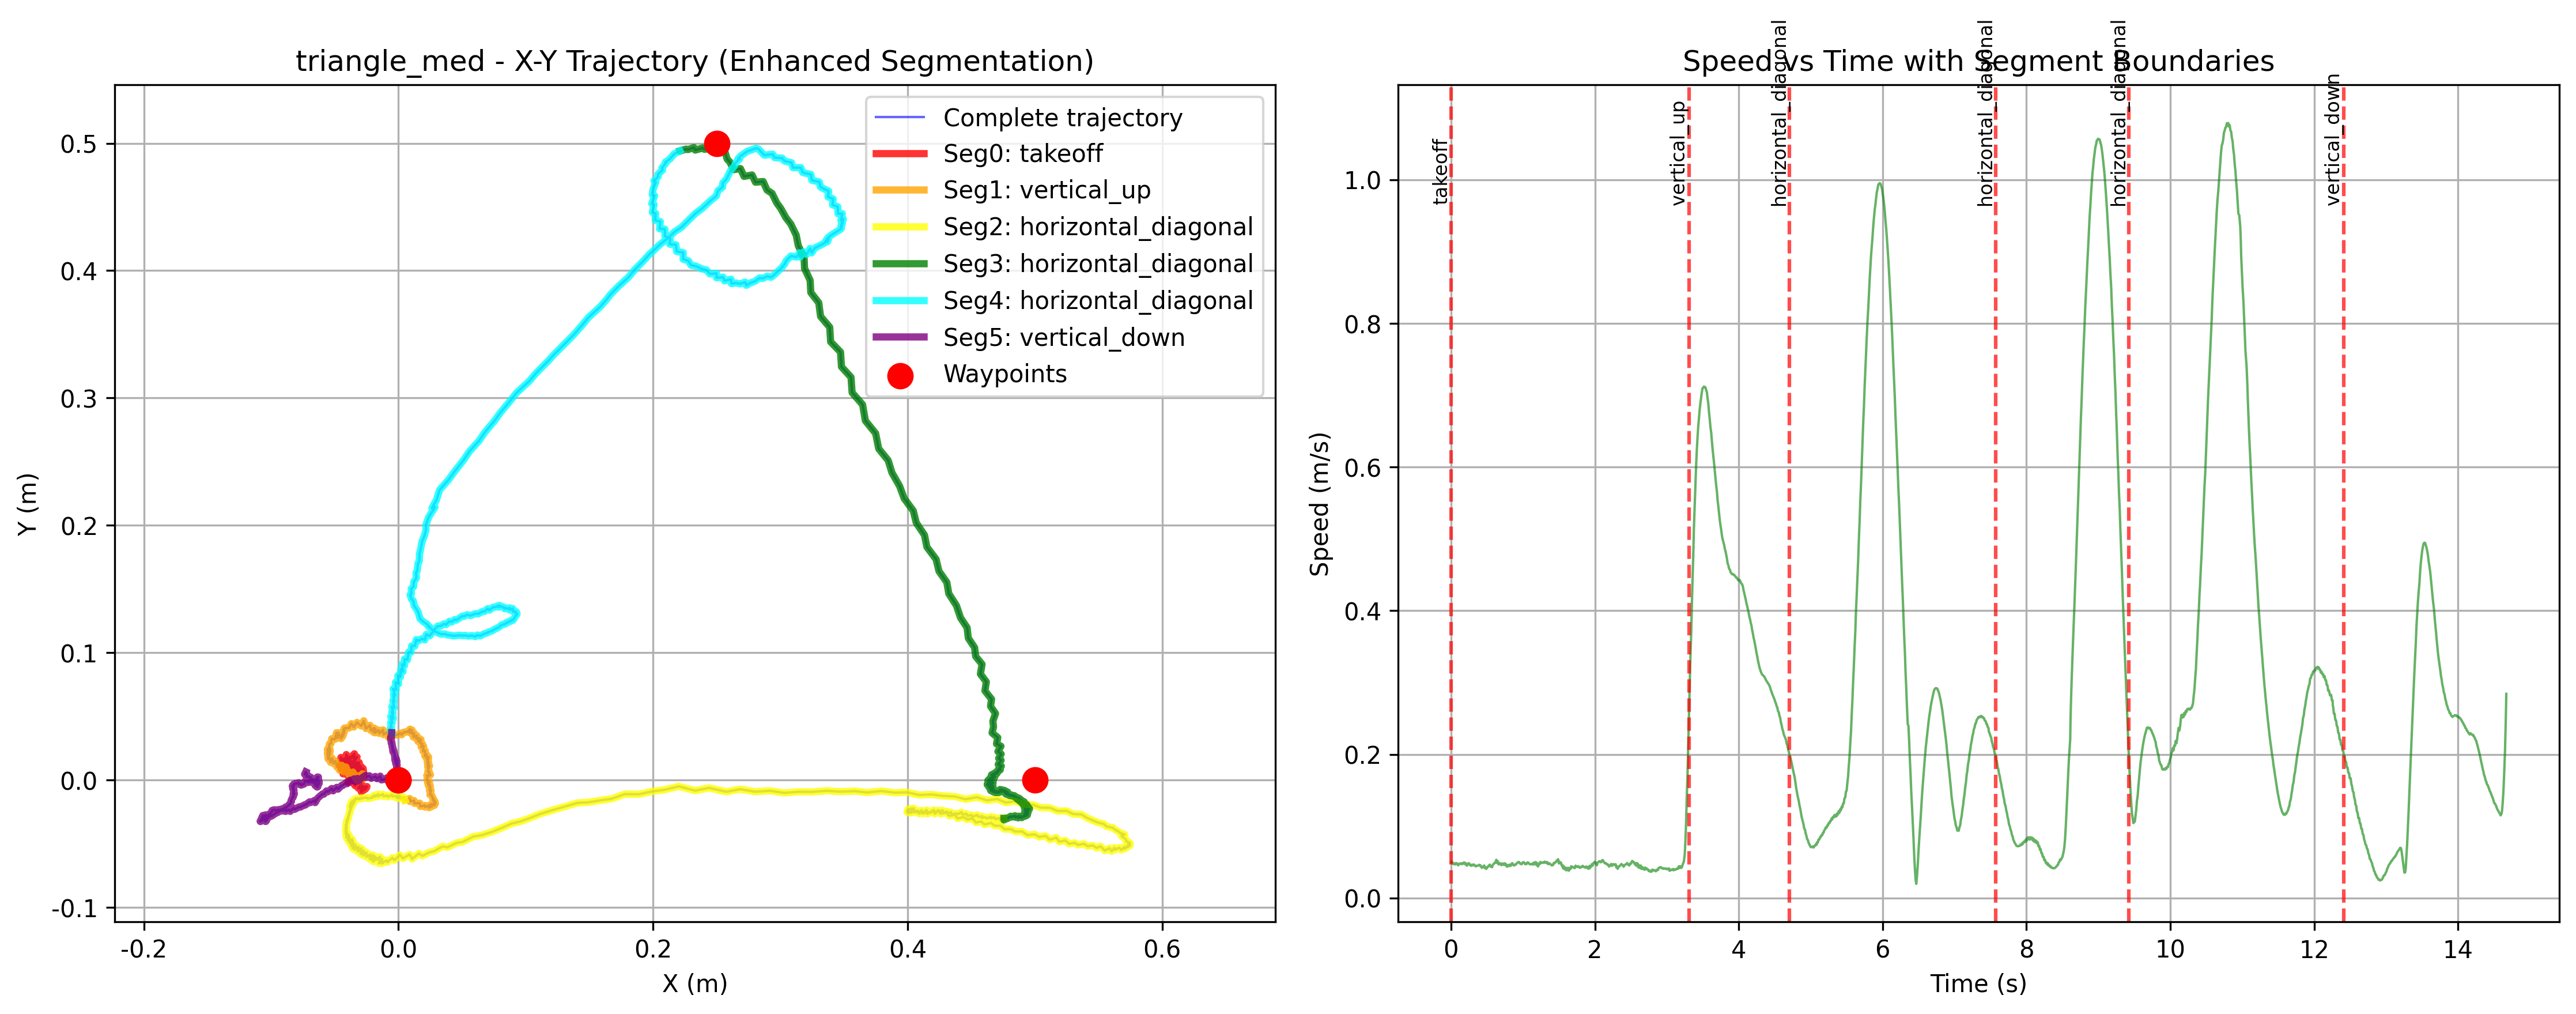 triangle_med - X-Y Trajectory (Enhanced Segmentation)
Y (m)
0.5
0.4
0.3
0.2
0.1
0.0
-0.1
-0.2
0.0
0.2
0.4
0.6
X (m)
Complete trajectory
Seg0: takeoff
Seg1: vertical_up
Seg2: horizontal_diagonal
Seg3: horizontal_diagonal
Seg4: horizontal_diagonal
Seg5: vertical_down
Waypoints
Speed vs Time with Segment Boundaries
Speed (m/s)
1.0
0.8
0.6
0.4
0.2
0.0
takeoff
vertical_up
horizontal_diagonal
horizontal_diagonal
horizontal_diagonal
vertical_down
0
2
4
6
8
10
12
14
Time (s)